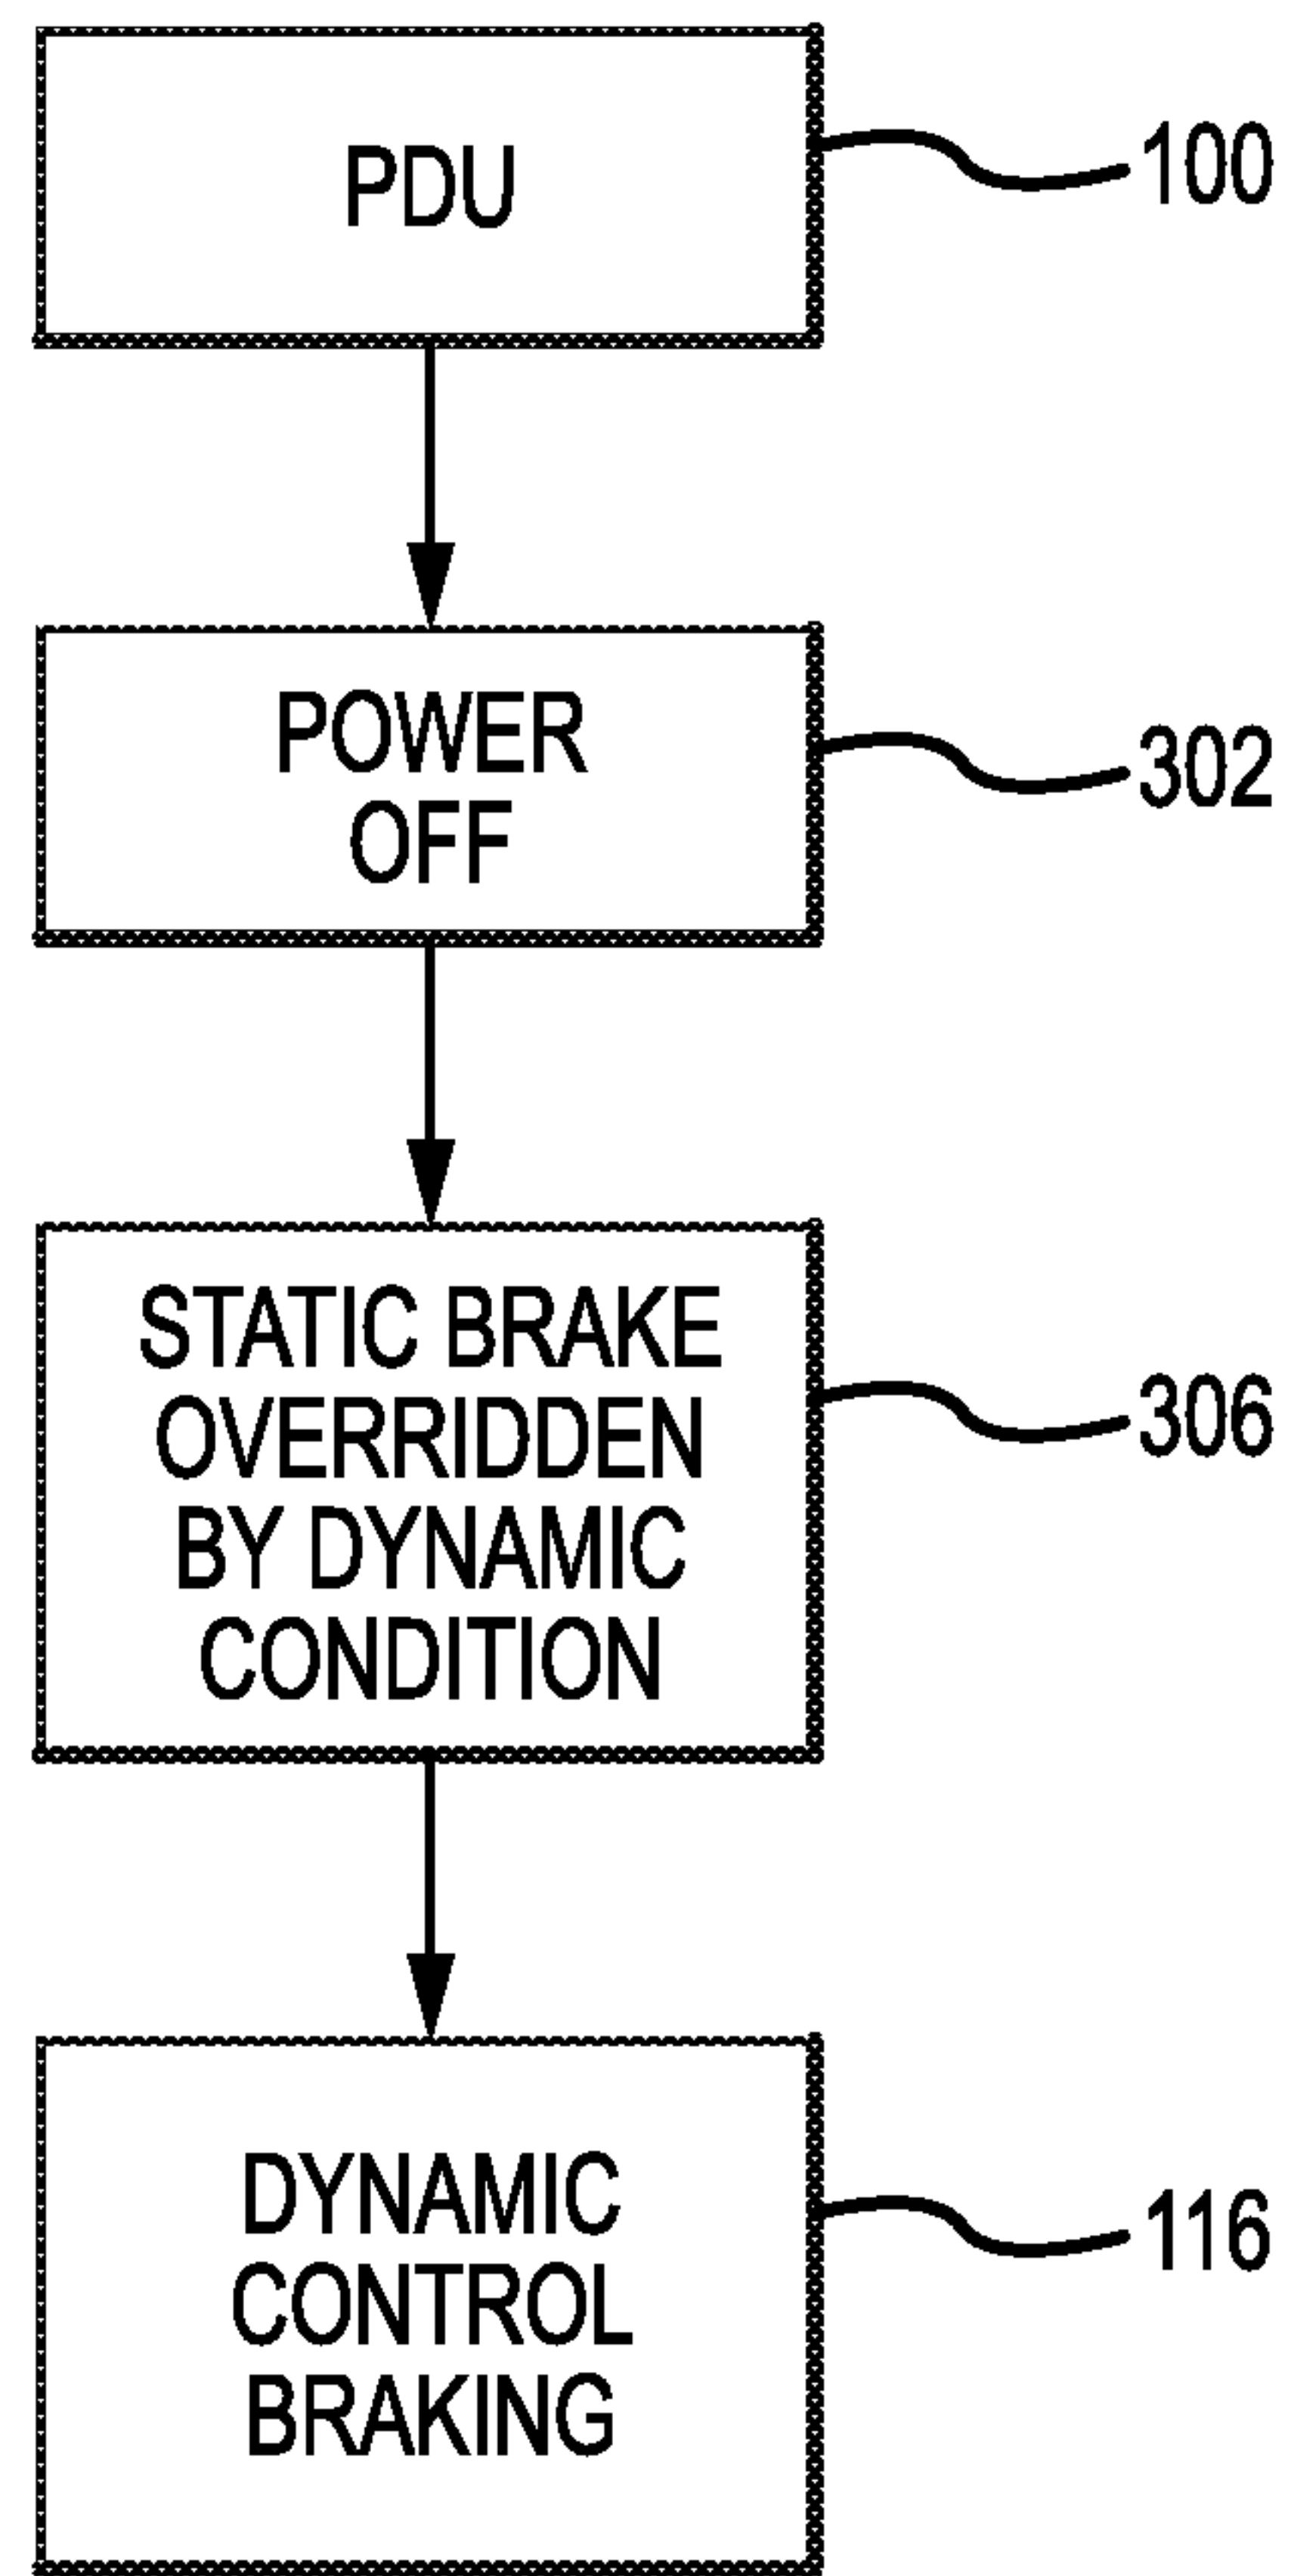 PDU
100
POWER
OFF
302
STATIC BRAKE
OVERRIDDEN
BY DYNAMIC
CONDITION
306
DYNAMIC
CONTROL
BRAKING
116